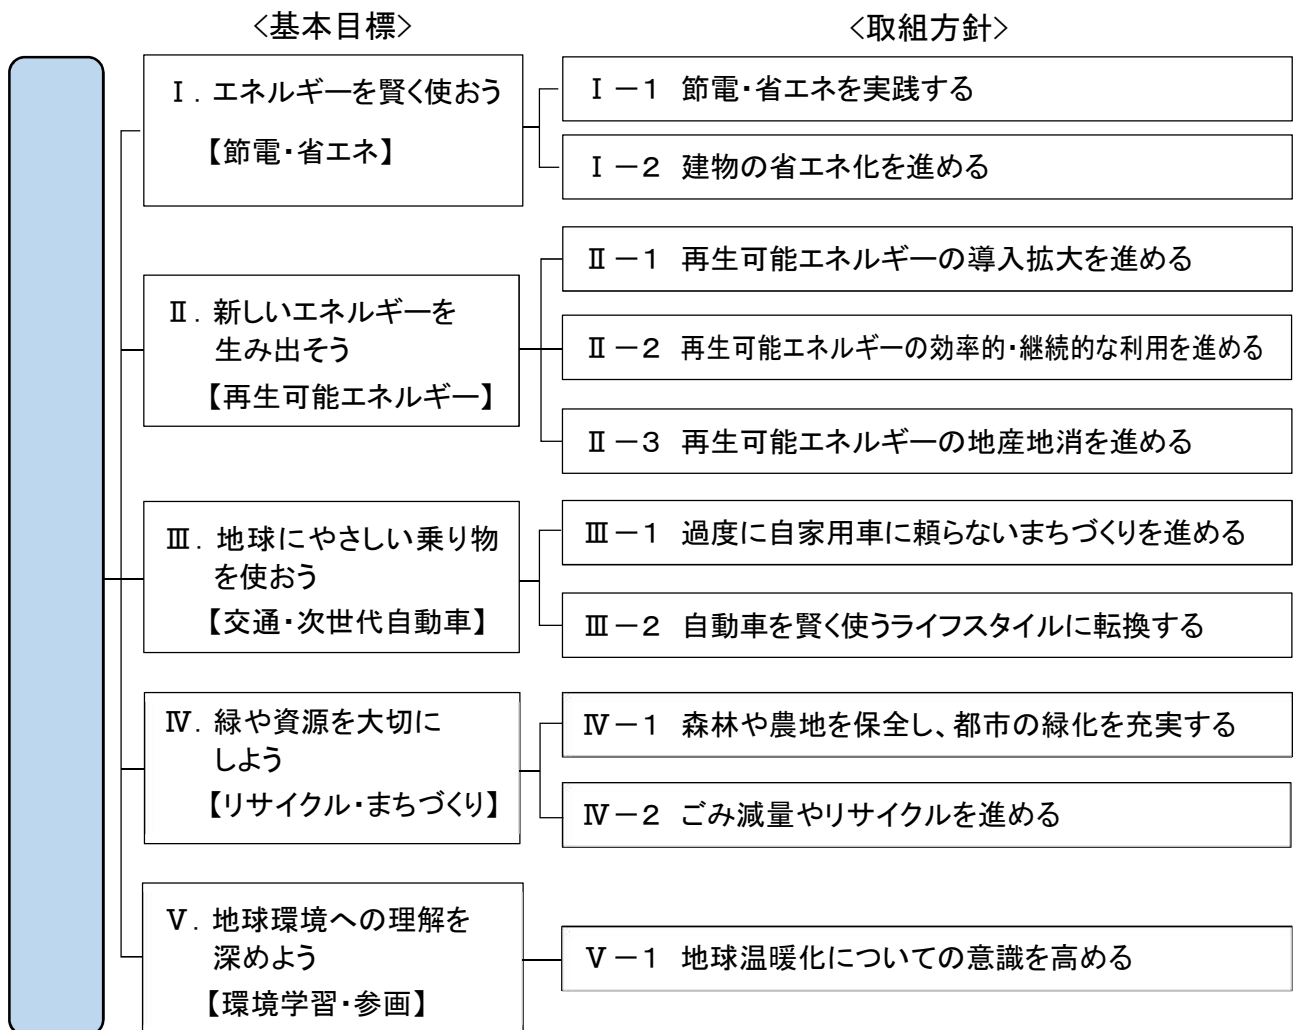 <基本目標>
<取組方針>
Ⅰ．エネルギーを賢く使おう
【節電・省エネ】
Ⅰ－1 節電・省エネを実践する
Ⅰ－2 建物の省エネ化を進める
Ⅱ．新しいエネルギーを
生み出そう
【再生可能エネルギー】
Ⅱ－1 再生可能エネルギーの導入拡大を進める
Ⅱ－2 再生可能エネルギーの効率的・継続的な利用を進める
Ⅱ－3 再生可能エネルギーの地産地消を進める
Ⅲ．地球にやさしい乗り物
を使おう
【交通・次世代自動車】
Ⅲ－1 過度に自家用車に頼らないまちづくりを進める
Ⅲ－2 自動車を賢く使うライフスタイルに転換する
Ⅳ．緑や資源を大切に
しよう
【リサイクル・まちづくり】
Ⅳ－1 森林や農地を保全し、都市の緑化を充実する
Ⅳ－2 ごみ減量やリサイクルを進める
Ⅴ．地球環境への理解を
深めよう
【環境学習・参画】
Ⅴ－1 地球温暖化についての意識を高める